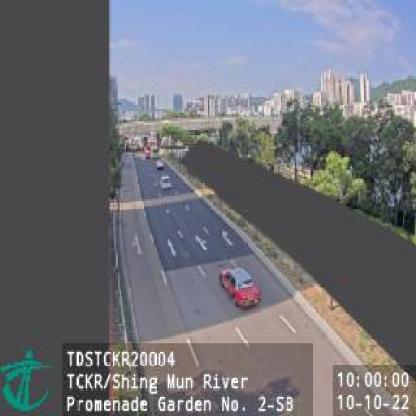 TDSTCKR20004
TCKR/Shing Mun River
Promenade Garden No. 2-SB
10:00:00
10-10-22